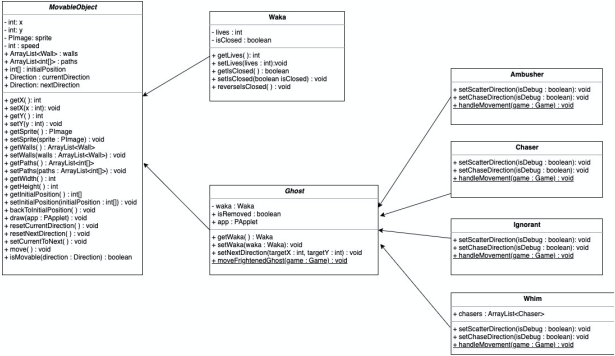 MovableObject
- int: x
- int: y
- PImage: sprite
- int : speed
+ ArrayList<Wall> : walls
+ ArrayList<int[]> : paths
+ int[] : initialPosition
+ Direction : currentDirection
+ Direction: nextDirection
+ getX( ): int
+ setX(x : int): void
+ getY( ) : int
+ setY(y : int): void
+ getSprite( ) : PImage
+ setSprite(sprite : PImage) : void
+ getWalls( ) : ArrayList<Wall>
+ setWalls(walls : ArrayList<Wall>) : void
+ getPaths( ) : ArrayList<int[]>
+ setPaths(paths : ArrayList<int[]>) : void
+ getWidth( ) : int
+ getHeight( ) : int
+ getInitialPosition( ) : int[]
+ setInitialPosition(initialPosition : int[]) : void
+ backToInitialPosition( ) : void
+ draw(app : PApplet) : void
+ resetCurrentDirection( ) : void
+ resetNextDirection( ) : void
+ setCurrentToNext( ) : void
+ move( ) : void
+ isMovable(direction : Direction) : boolean
Waka
- lives : int
- isClosed : boolean
+ getLives( ): int
+ setLives(lives : int):void
+ getIsClosed( ) : boolean
+ setIsClosed(boolean isClosed) : void
+ reverseIsClosed( ) : void
Ghost
- waka : Waka
+ isRemoved : boolean
+ app : PApplet
+ getWaka( ) : Waka
+ setWaka(waka : Waka): void
+ setNextDirection(targetX : int, targetY : int): void
+ moveFrightenedGhost(game : Game) : void
Ambusher
+ setScatterDirection(isDebug : boolean): void
+ setChaseDirection(isDebug : boolean): void
+ handleMovement(game : Game) : void
Chaser
+ setScatterDirection(isDebug : boolean): void
+ setChaseDirection(isDebug : boolean): void
+ handleMovement(game : Game) : void
Ignorant
+ setScatterDirection(isDebug : boolean) : void
+ setChaseDirection(isDebug : boolean) : void
+ handleMovement(game : Game) : void
Whim
+ chasers : ArrayList<Chaser>
+ setScatterDirection(isDebug : boolean) : void
+ setChaseDirection(isDebug : boolean) : void
+ handleMovement(game : Game) : void